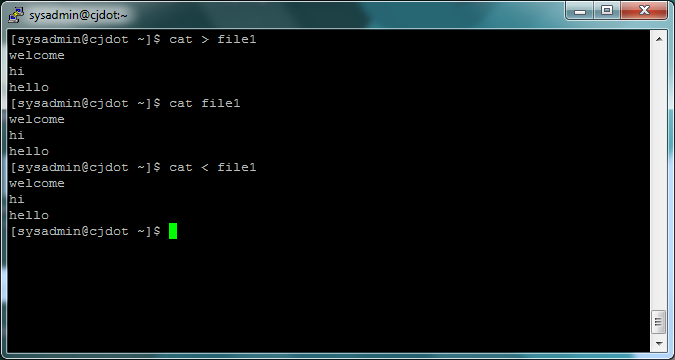 sysadmin@cjdot:~
[sysadmin@cjdot ~]$ cat > file1
welcome
hi
hello
[sysadmin@cjdot ~]$ cat file1
welcome
hi
hello
[sysadmin@cjdot ~]$ cat < file1
welcome
hi
hello
[sysadmin@cjdot ~]$